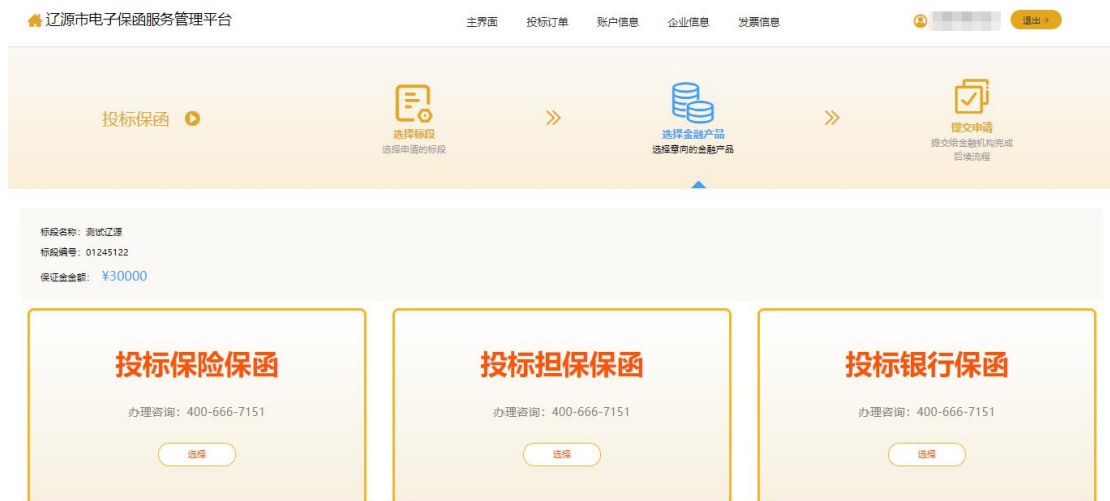 辽源市电子保函服务管理平台
主界面 投标订单 账户信息 企业信息 发票信息
退出 >
投标保函
选择标段
选择申请的标段
选择金融产品
选择意向的金融产品
提交申请
提交给金融机构完成
后续流程
标段名称：测试辽源
标段编号：01245122
保证金金额： ¥30000
投标保险保函 投标担保保函 投标银行保函
办理咨询：400-666-7151 办理咨询：400-666-7151 办理咨询：400-666-7151
选择 选择 选择